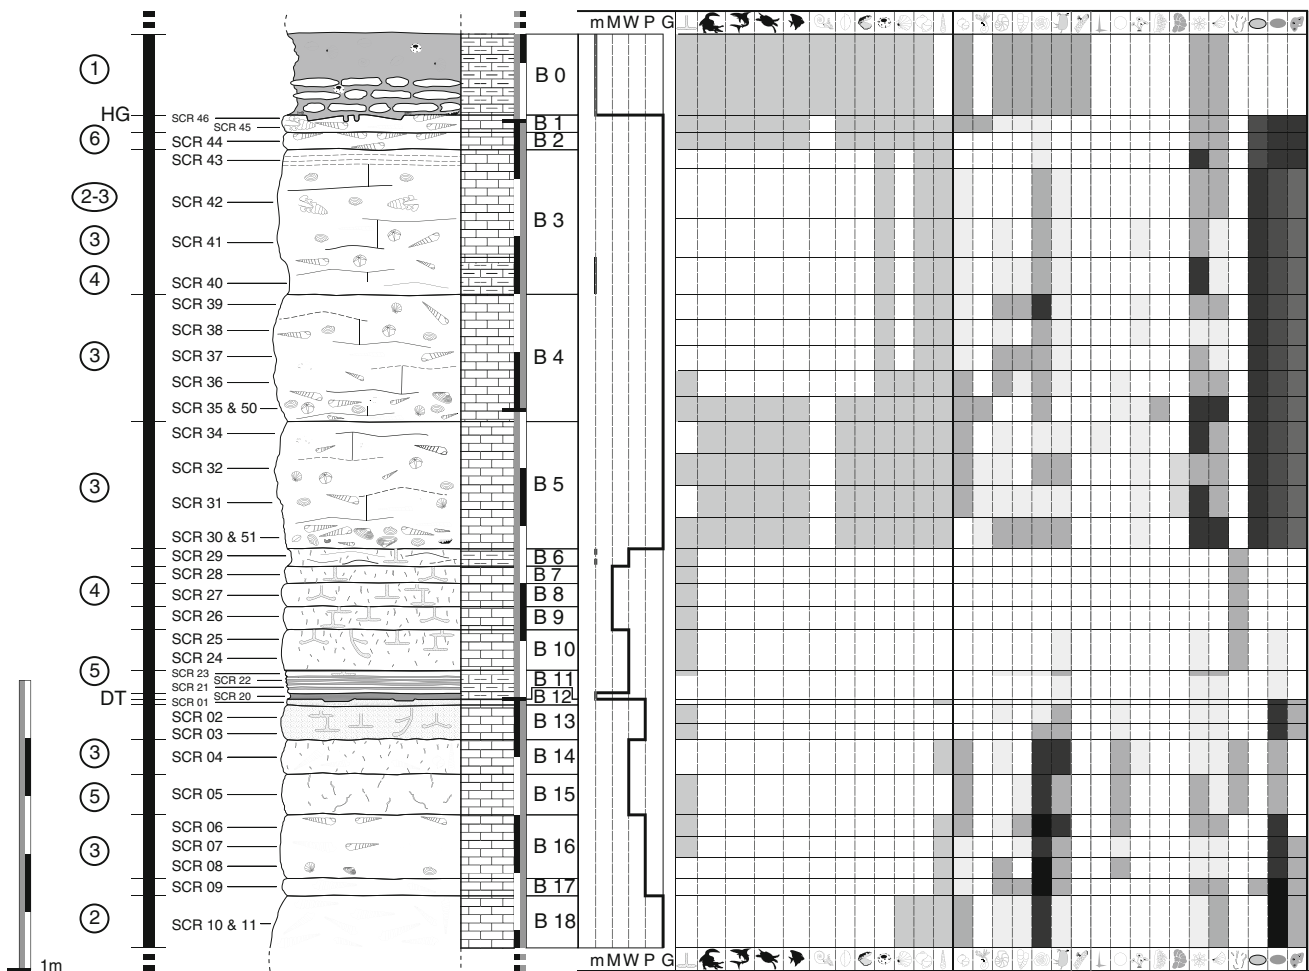 m M W P G
1
B 0
HG
SCR 46
B 1
SCR 45
6
SCR 44
B 2
SCR 43
2-3
SCR 42
B 3
3
SCR 41
4
SCR 40
SCR 39
SCR 38
3
SCR 37
B 4
SCR 36
SCR 35 & 50
SCR 34
SCR 32
3
B 5
SCR 31
SCR 30 & 51
SCR 29
B 6
SCR 28
B 7
4
SCR 27
B 8
SCR 26
B 9
SCR 25
B 10
SCR 24
5
SCR 23
SCR 22
B 11
SCR 21
SCR 20
B 12
DT
SCR 01
SCR 02
B 13
SCR 03
3
SCR 04
B 14
5
SCR 05
B 15
SCR 06
3
SCR 07
B 16
SCR 08
SCR 09
B 17
2
SCR 10 & 11
B 18
1m
m M W P G